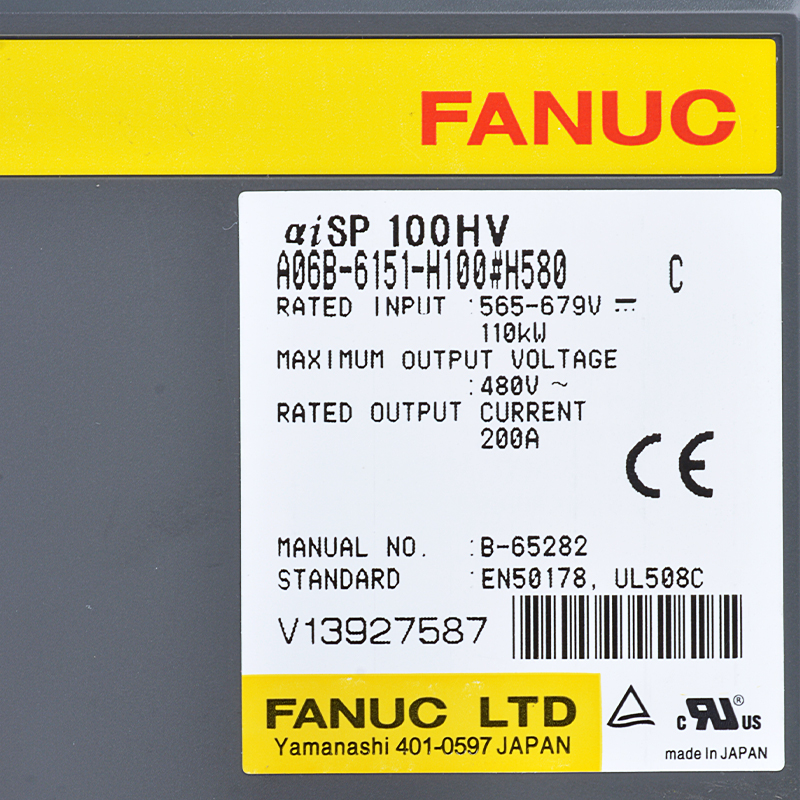 FANUC
αiSP 100HV
A06B-6151-H100#H580 C
RATED INPUT :565-679V ⎓
110kW
MAXIMUM OUTPUT VOLTAGE
:480V ~
RATED OUTPUT CURRENT
200A
CE
MANUAL NO. :B-65282
STANDARD :EN50178, UL508C
V13927587
FANUC LTD
Yamanashi 401-0597 JAPAN
c RU ® US
made In JAPAN